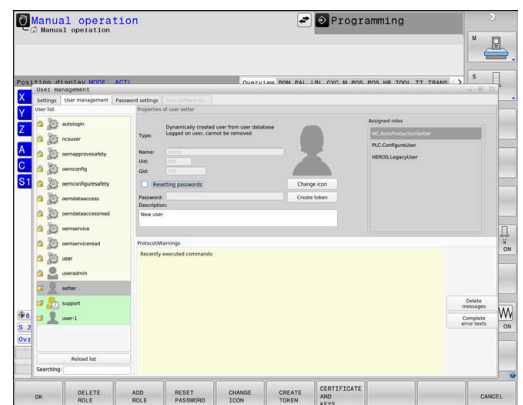 Manual operation
Manual operation
Programming
Position display MODE: ACTL
Overview PGM PAL LBL CYC M POS POS HR TOOL TT TRANS
M
S
User management
Settings User management Password settings
User list
Properties of user setter
autologin
ncsuser
oemapprovesafety
oemconfig
oemconfiguresafety
oemdataaccess
oemdataaccessread
oemservice
oemserviceread
user
useradmin
setter
support
user-1
Reload list
Searching:
Type:
Dynamically created user from user database
Logged on user, cannot be removed
Name: setter
Uid:
Gid:
Resetting passwords
Password:
Description:
New user
Change icon
Create token
Assigned roles
NC.AutoProductionSetter
PLC.ConfigureUser
HEROS.LegacyUser
Protocol/Warnings
Recently executed commands:
Delete
messages
Complete
error texts
X
Y
Z
A
C
S1
S 2
Ovr
ON
ON
OK
DELETE
ROLE
ADD
ROLE
RESET
PASSWORD
CHANGE
ICON
CREATE
TOKEN
CERTIFICATE
AND
KEYS
CANCEL